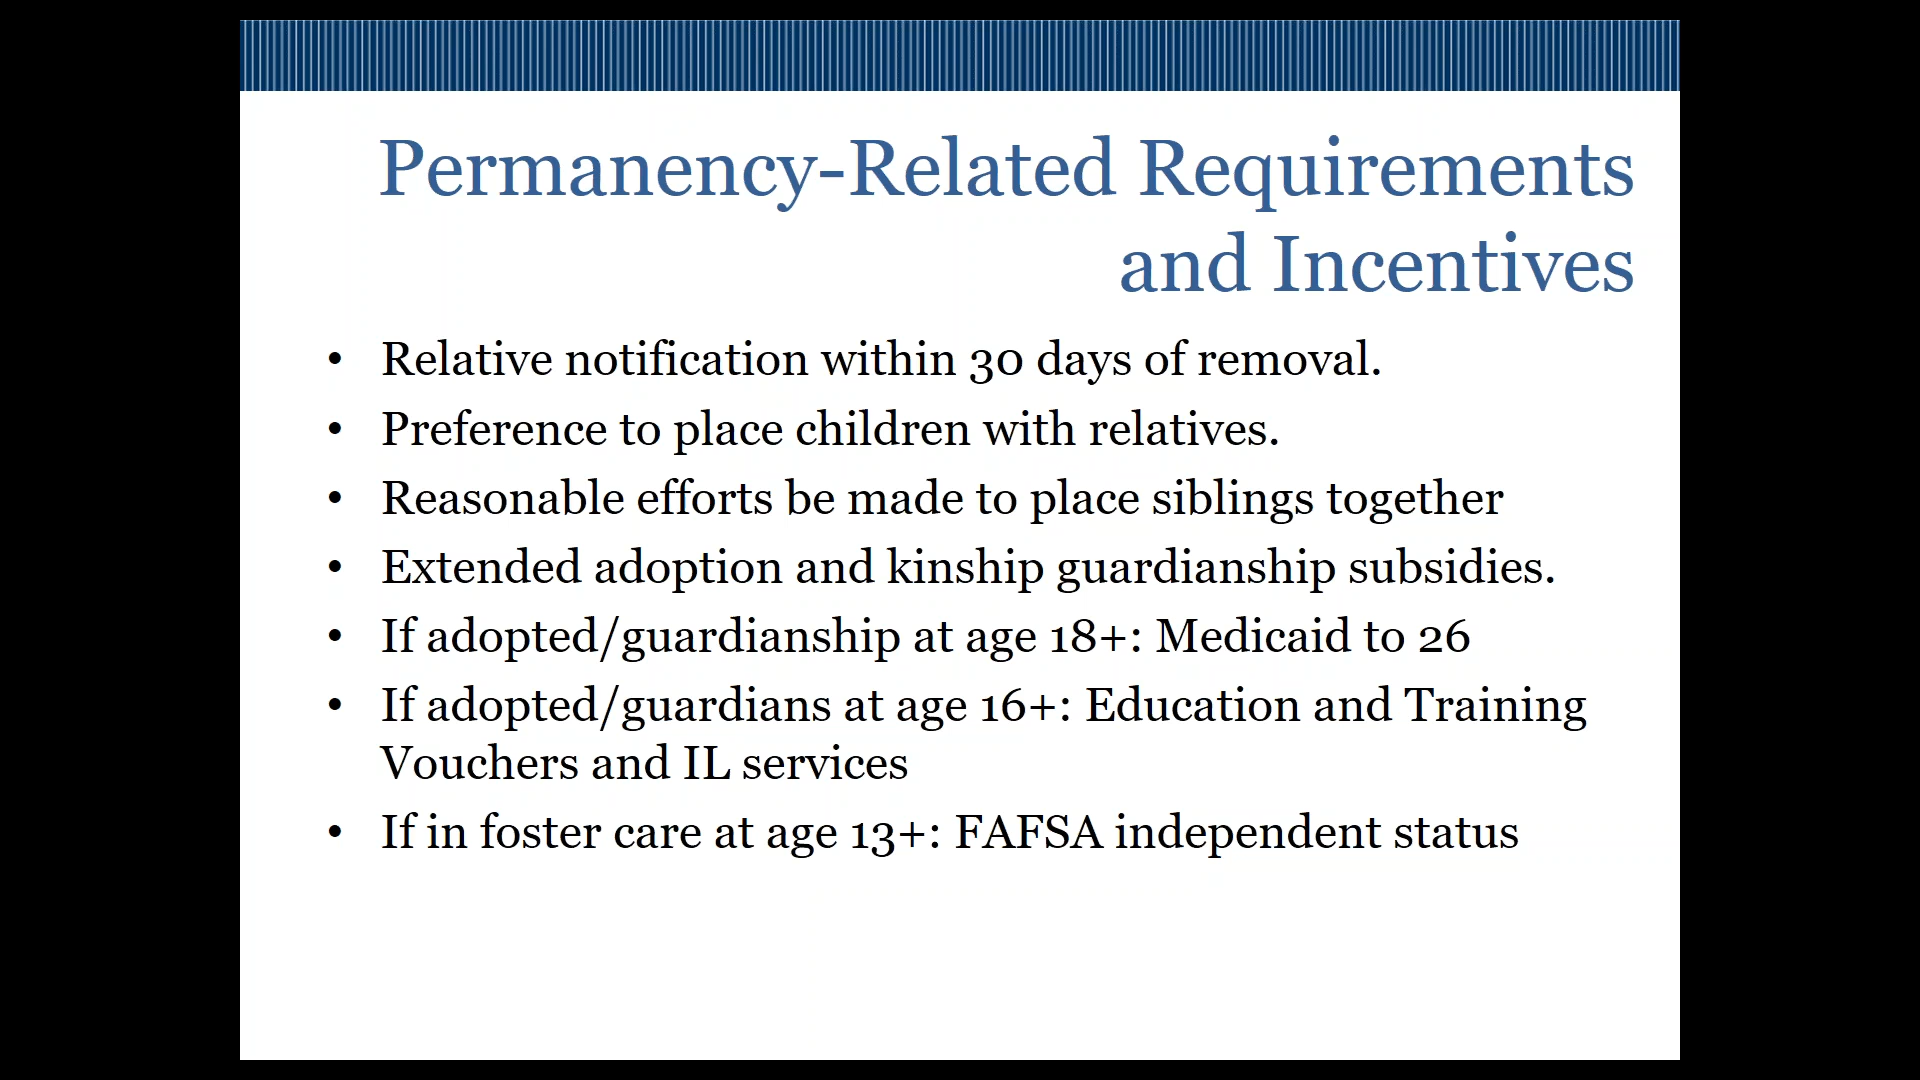 Permanency-Related Requirements
and Incentives
• Relative notification within 30 days of removal.
• Preference to place children with relatives.
• Reasonable efforts be made to place siblings together
• Extended adoption and kinship guardianship subsidies.
• If adopted/guardianship at age 18+: Medicaid to 26
• If adopted/guardians at age 16+: Education and Training
Vouchers and IL services
• If in foster care at age 13+: FAFSA independent status